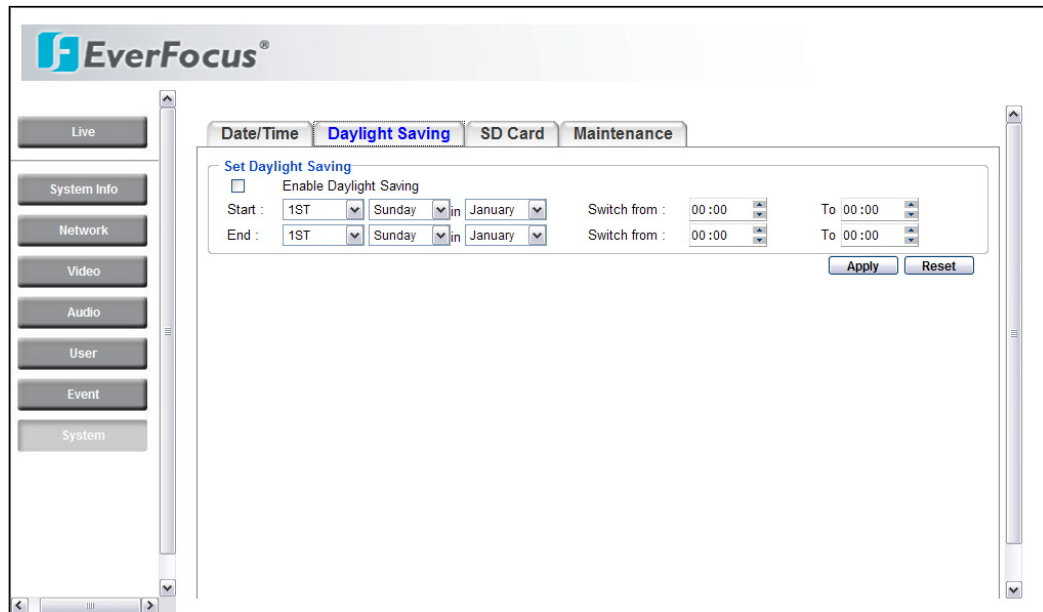 EverFocus®
Live
System Info
Network
Video
Audio
User
Event
System
Date/Time Daylight Saving SD Card Maintenance
Set Daylight Saving
Enable Daylight Saving
Start : 1ST Sunday in January Switch from : 00:00 To 00:00
End : 1ST Sunday in January Switch from : 00:00 To 00:00
Apply Reset